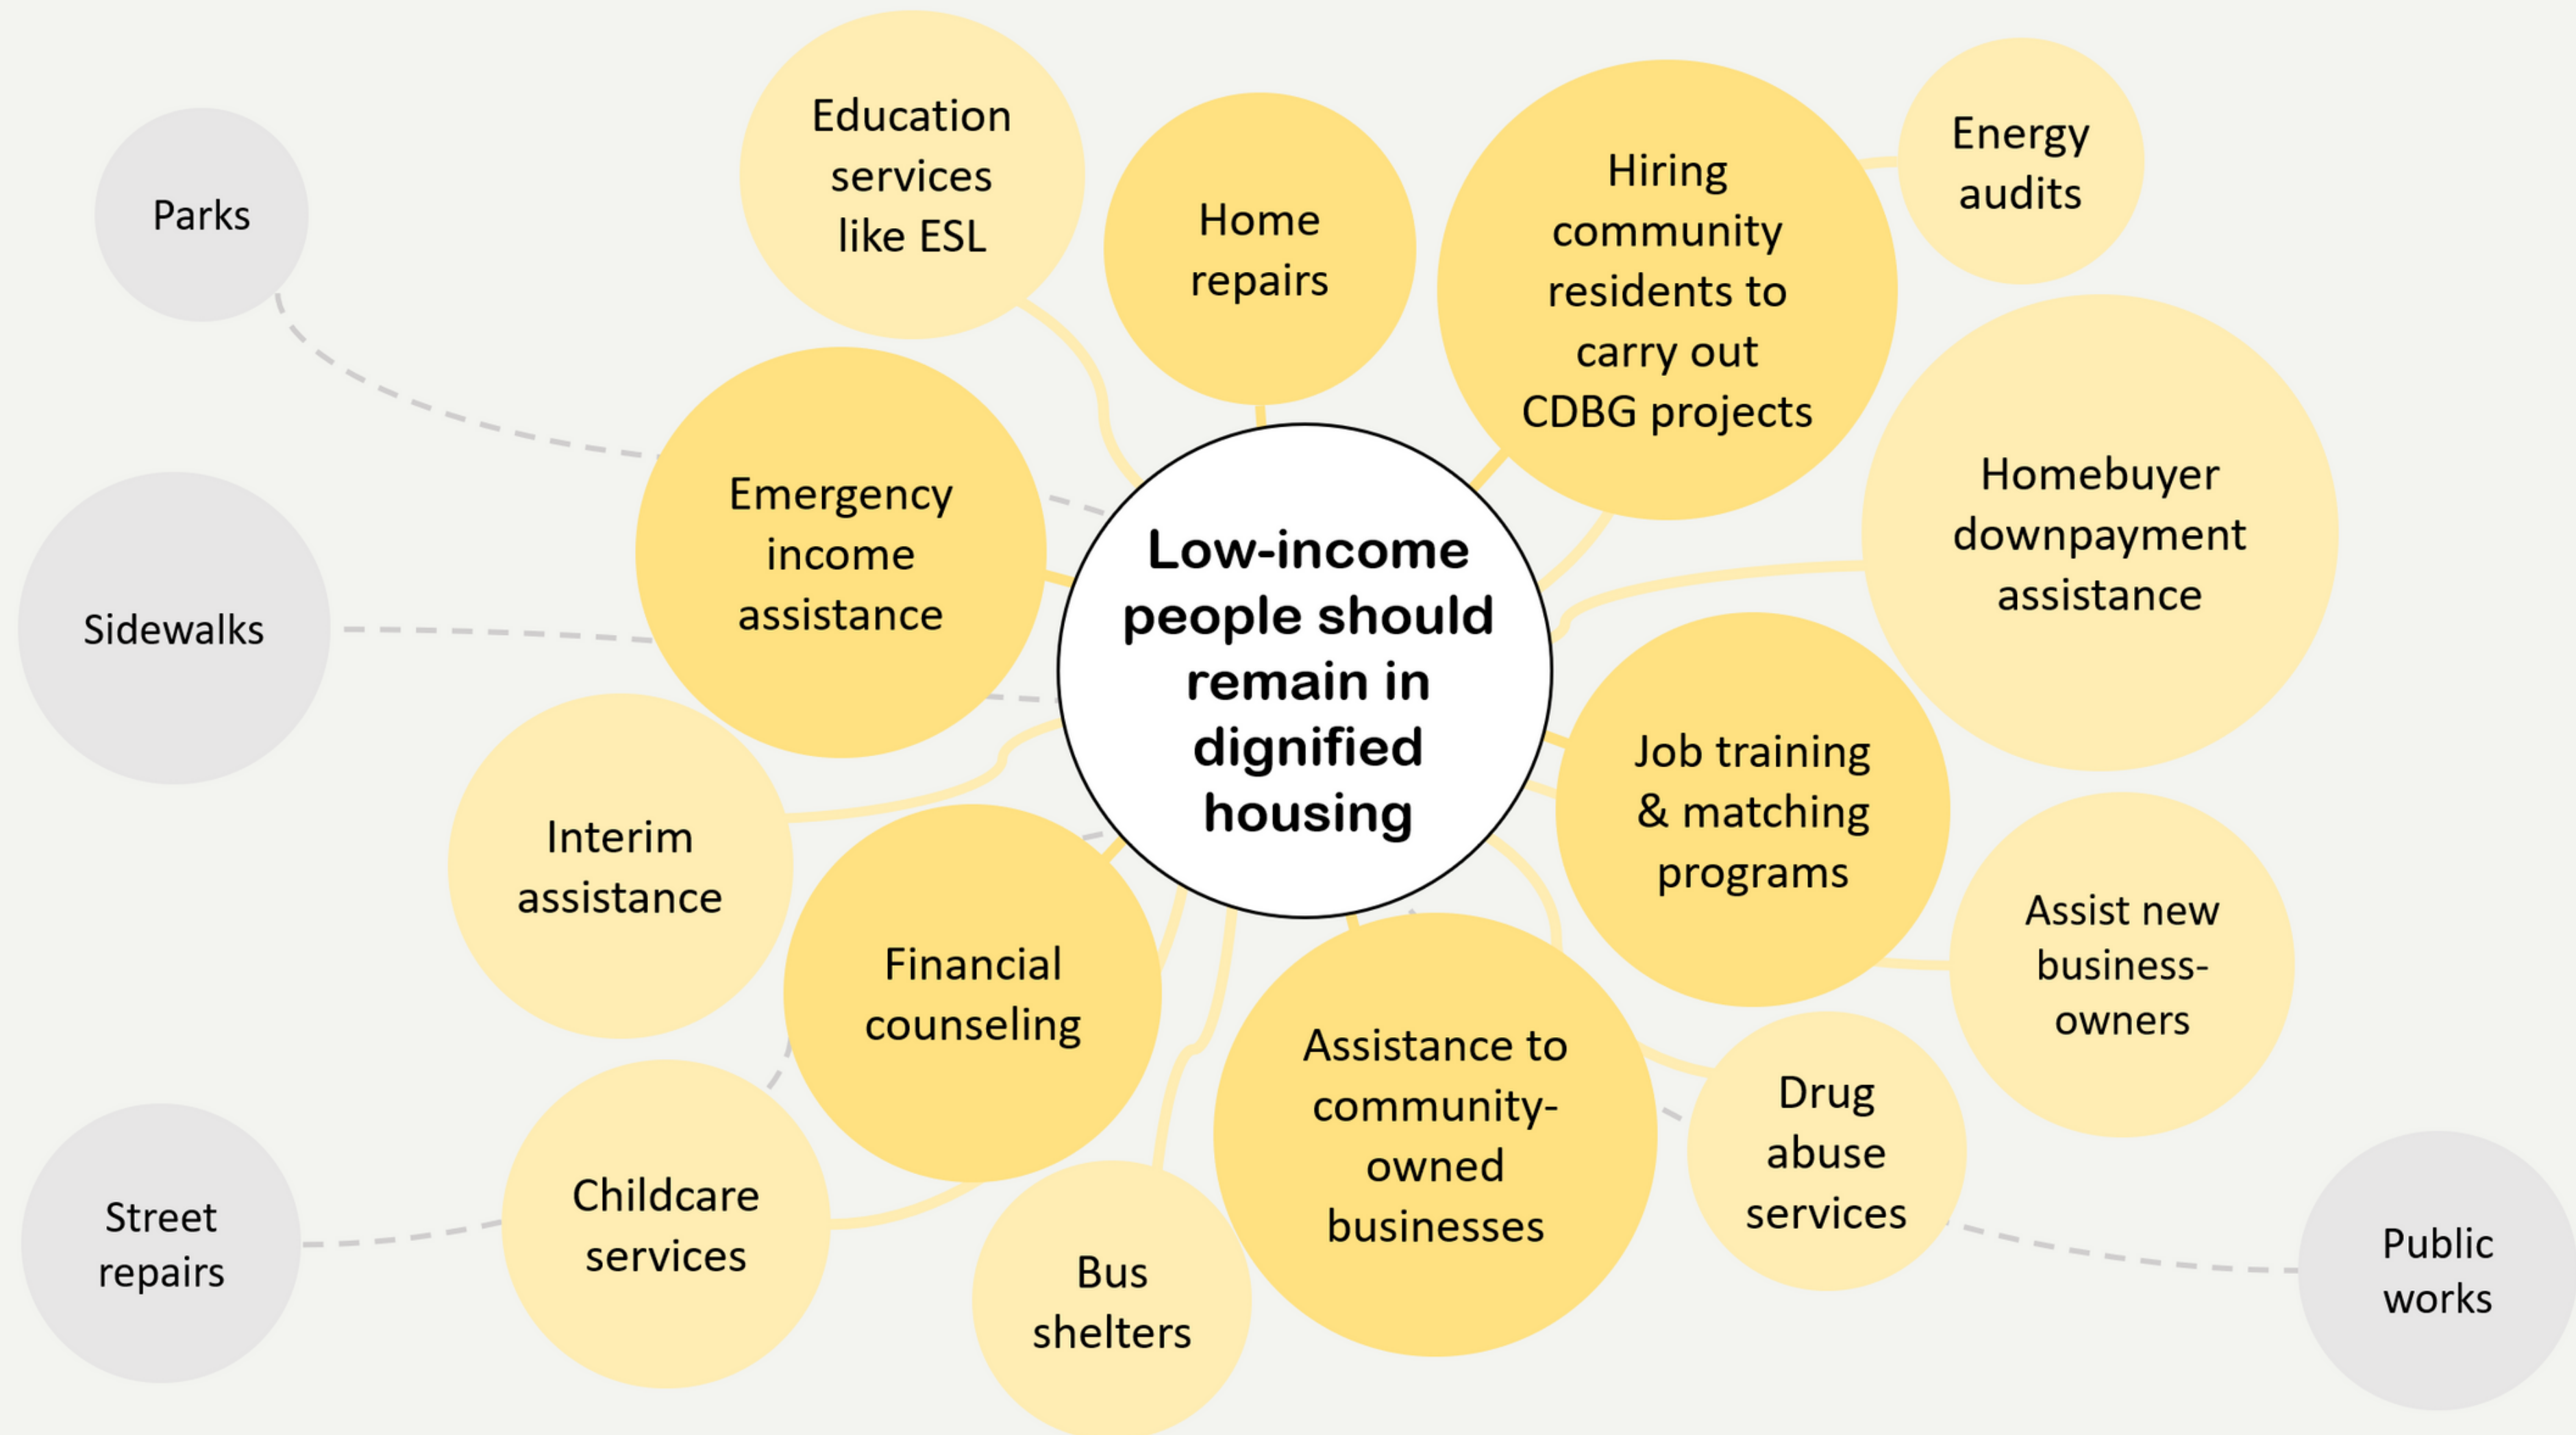 Parks
Education
services
like ESL
Home
repairs
Hiring
community
residents to
carry out
CDBG projects
Energy
audits
Emergency
income
assistance
Homebuyer
downpayment
assistance
Sidewalks
Low-income
people should
remain in
dignified
housing
Job training
& matching
programs
Interim
assistance
Financial
counseling
Assist new
business-
owners
Street
repairs
Childcare
services
Bus
shelters
Assistance to
community-
owned
businesses
Drug
abuse
services
Public
works